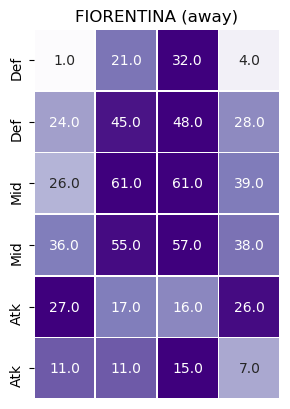 FIORENTINA (away)
Def 1.0 21.0 32.0 4.0
Def 24.0 45.0 48.0 28.0
Mid 26.0 61.0 61.0 39.0
Mid 36.0 55.0 57.0 38.0
Atk 27.0 17.0 16.0 26.0
Atk 11.0 11.0 15.0 7.0